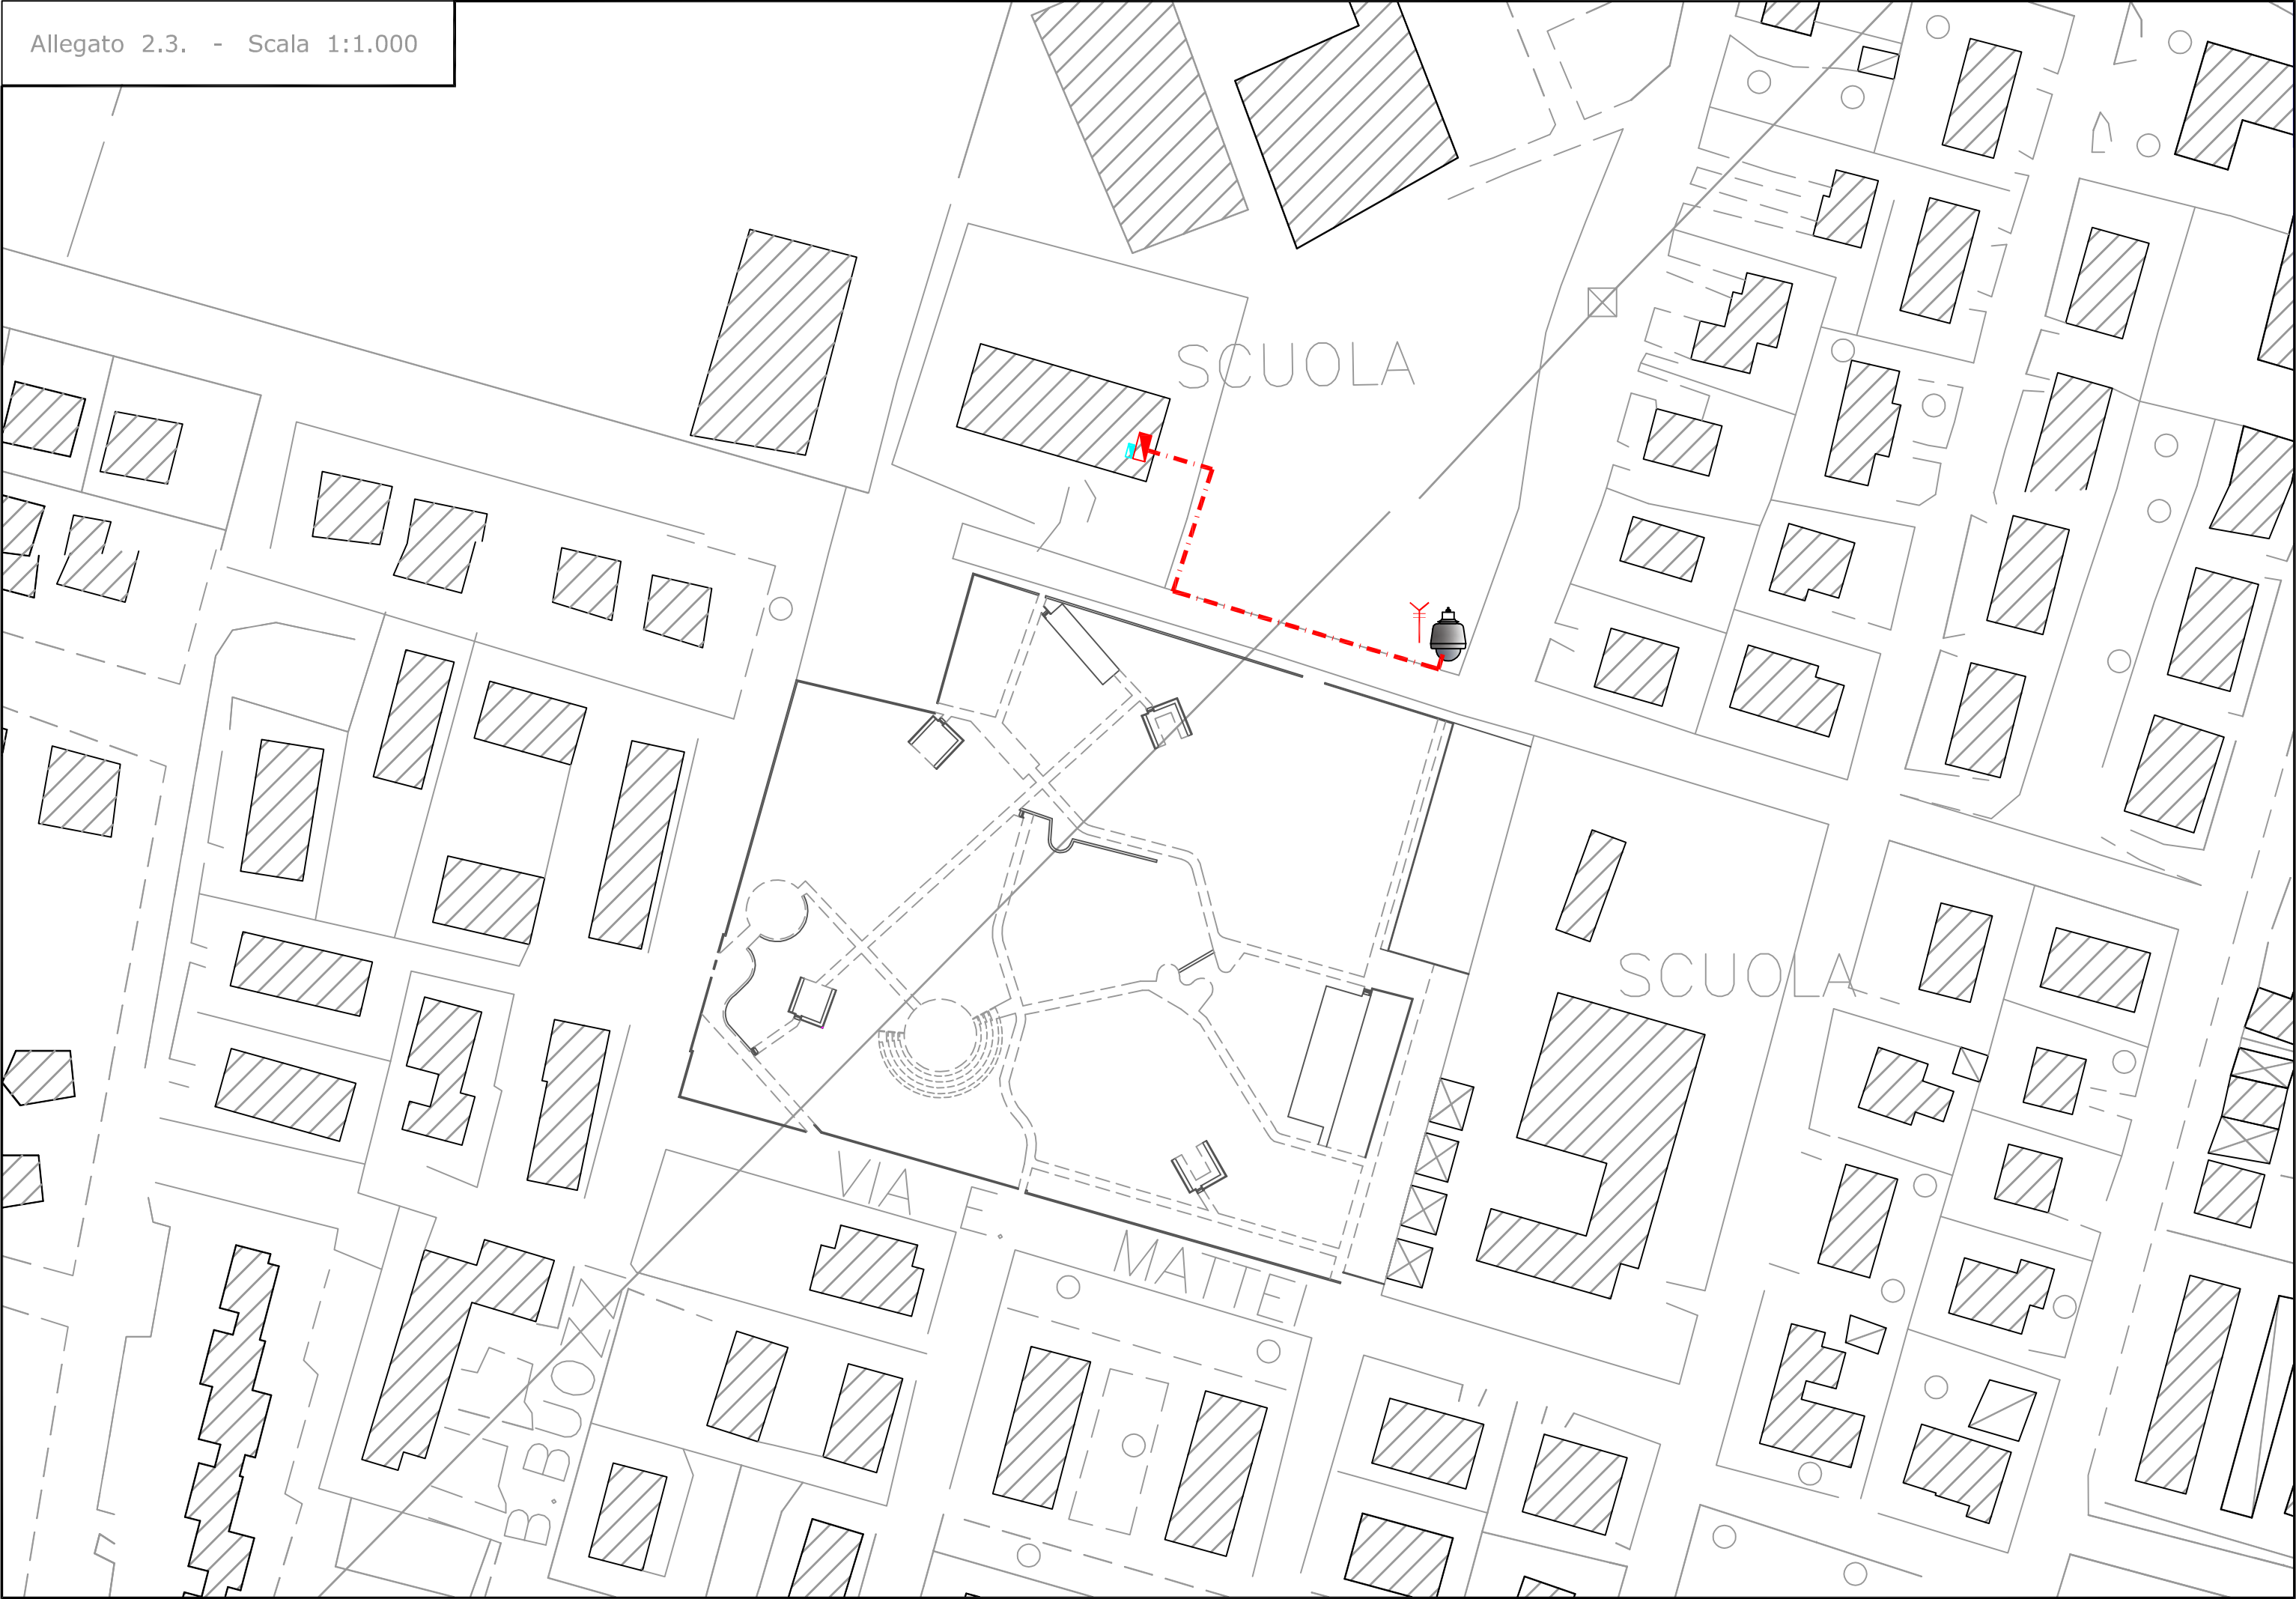 Allegato 2.3. - Scala 1:1.000
SCUOLA
SCUOLA
VIA
E. MATTEI
B. BUOZZI